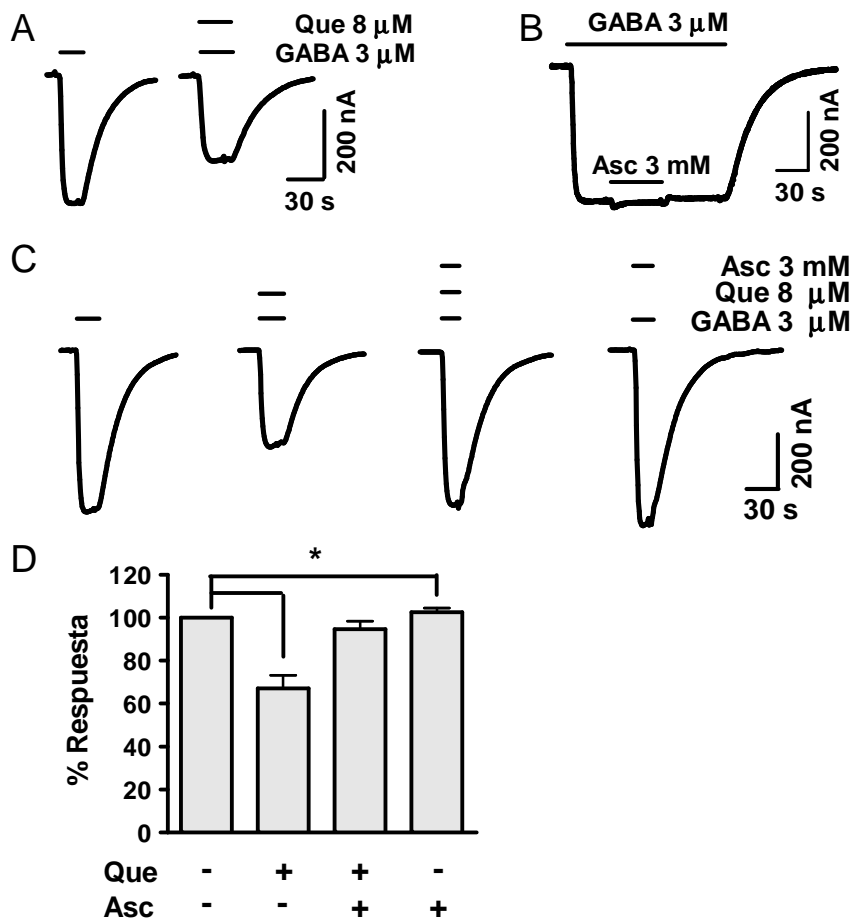 A
Que 8 μM
GABA 3 μM
200 nA
30 s
B
GABA 3 μM
Asc 3 mM
200 nA
30 s
C
Asc 3 mM
Que 8 μM
GABA 3 μM
200 nA
30 s
D
*
% Respuesta
120
100
80
60
40
20
0
Que - + + -
Asc - - + +